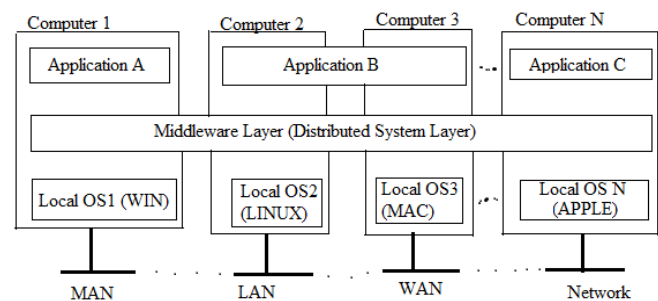 Computer 1
Computer 2
Computer 3
Computer N
Application A
Application B
Application C
Middleware Layer (Distributed System Layer)
Local OS1 (WIN)
Local OS2
(LINUX)
Local OS3
(MAC)
Local OS N
(APPLE)
MAN
LAN
WAN
Network